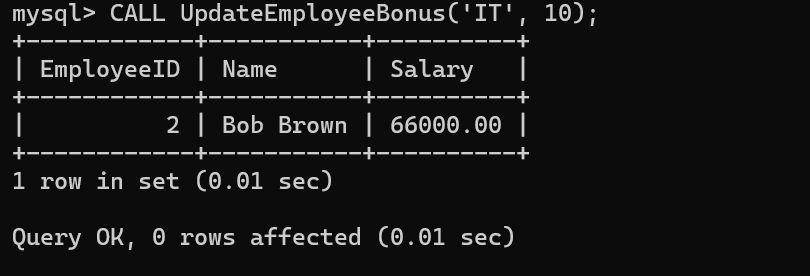 mysql> CALL UpdateEmployeeBonus('IT', 10);
+------------+-----------+----------+
| EmployeeID | Name      | Salary   |
+------------+-----------+----------+
|          2 | Bob Brown | 66000.00 |
+------------+-----------+----------+
1 row in set (0.01 sec)
Query OK, 0 rows affected (0.01 sec)